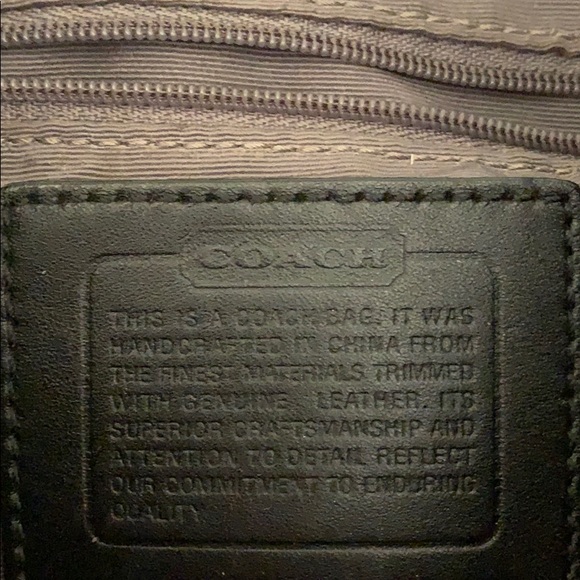 COACH
THIS IS A COACH BAG. IT WAS
HANDCRAFTED IN CHINA FROM
THE FINEST MATERIALS TRIMMED
WITH GENUINE LEATHER. ITS
SUPERIOR CRAFTSMANSHIP AND
ATTENTION TO DETAIL REFLECT
OUR COMMITMENT TO ENDURING
QUALITY.